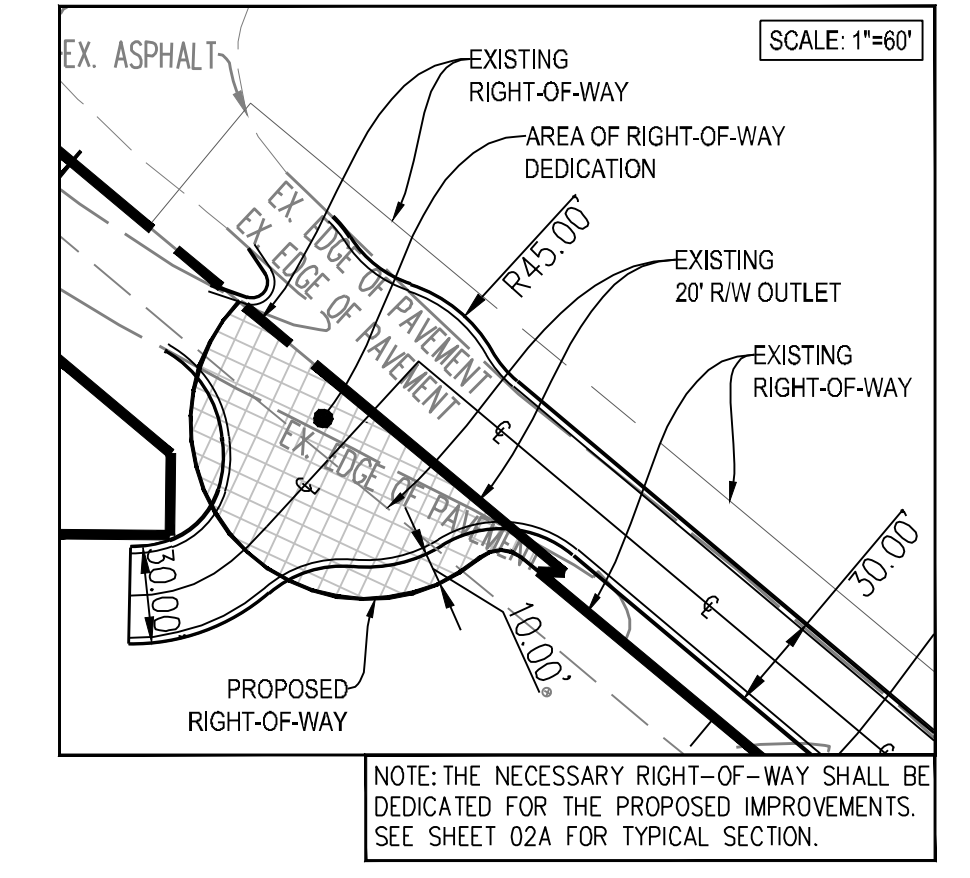 EX. ASPHALT
SCALE: 1"=60'
EXISTING
RIGHT-OF-WAY
AREA OF RIGHT-OF-WAY
DEDICATION
EX. EDGE OF PAVEMENT
EX. EDGE OF PAVEMENT
R45.00'
EXISTING
20' R/W OUTLET
EXISTING
RIGHT-OF-WAY
EX. EDGE OF PAVEMENT
30.00'
30.00
10.00'
PROPOSED
RIGHT-OF-WAY
NOTE: THE NECESSARY RIGHT-OF-WAY SHALL BE
DEDICATED FOR THE PROPOSED IMPROVEMENTS.
SEE SHEET 02A FOR TYPICAL SECTION.